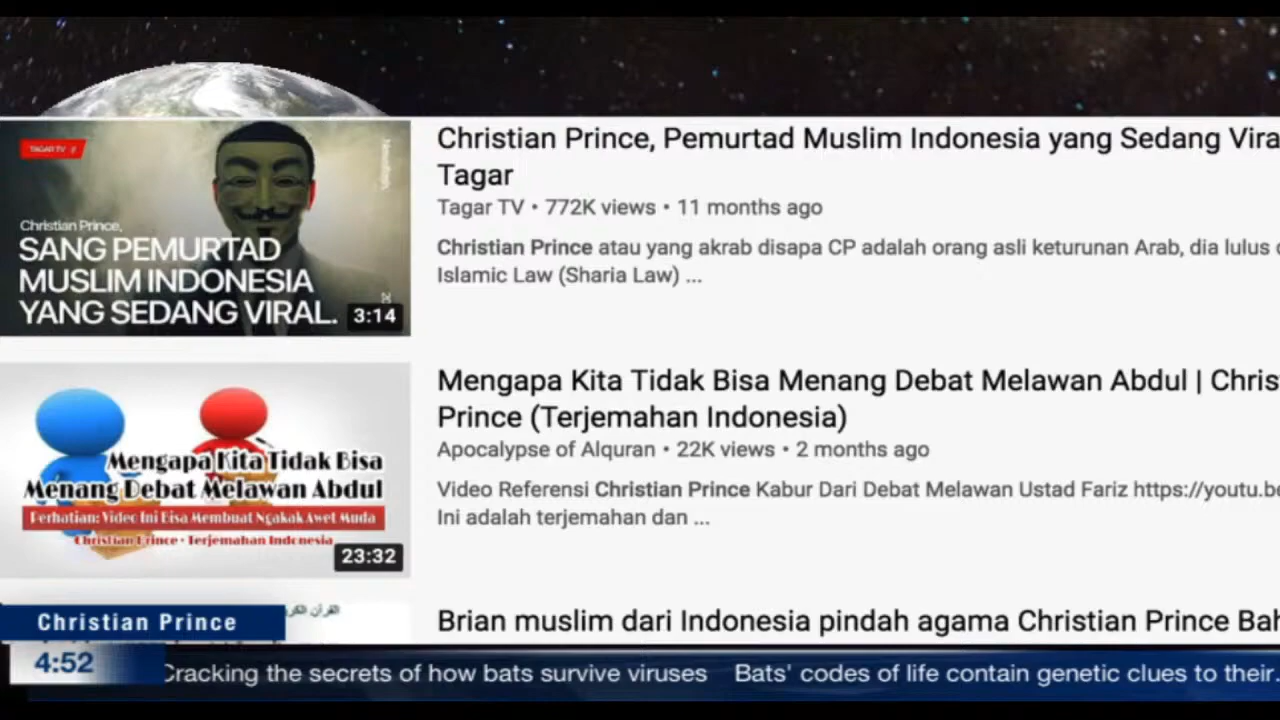 Christian Prince, Pemurtad Muslim Indonesia yang Sedang Vira
Tagar
Tagar TV • 772K views • 11 months ago
Christian Prince atau yang akrab disapa CP adalah orang asli keturunan Arab, dia lulus
Islamic Law (Sharia Law) ...
TAGAR TV
Christian Prince,
SANG PEMURTAD
MUSLIM INDONESIA
YANG SEDANG VIRAL.
3:14
Mengapa Kita Tidak Bisa Menang Debat Melawan Abdul | Chris
Prince (Terjemahan Indonesia)
Apocalypse of Alquran • 22K views • 2 months ago
Video Referensi Christian Prince Kabur Dari Debat Melawan Ustad Fariz https://youtu.be
Ini adalah terjemahan dan ...
Mengapa Kita Tidak Bisa
Menang Debat Melawan Abdul
Perhatian: Video Ini Bisa Membuat Ngakak Awet Muda
Christian Prince - Terjemahan Indonesia
23:32
Brian muslim dari Indonesia pindah agama Christian Prince Bah
Christian Prince
4:52
Cracking the secrets of how bats survive viruses Bats' codes of life contain genetic clues to their...